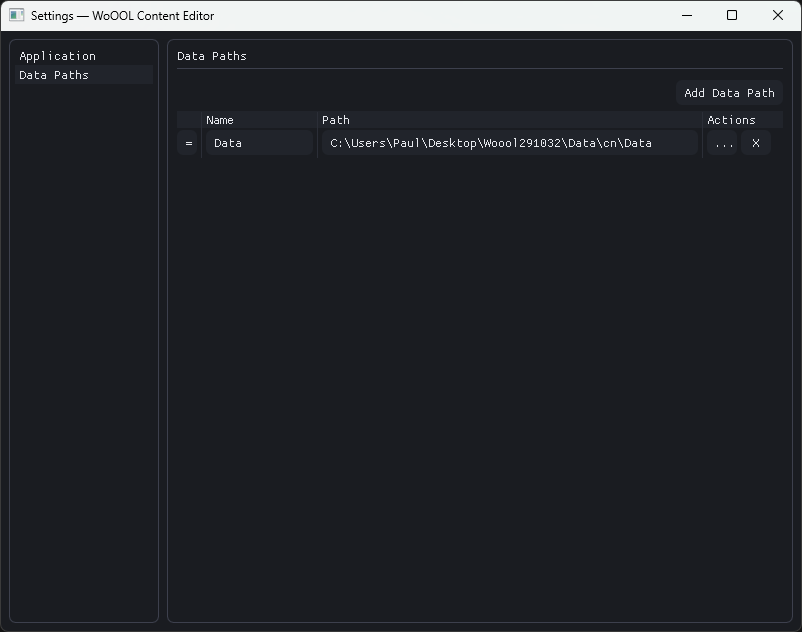 Settings — WoOOL Content Editor
Application
Data Paths
Data Paths
Add Data Path
Name Path Actions
= Data C:\Users\Paul\Desktop\Woool291032\Data\cn\Data ... X